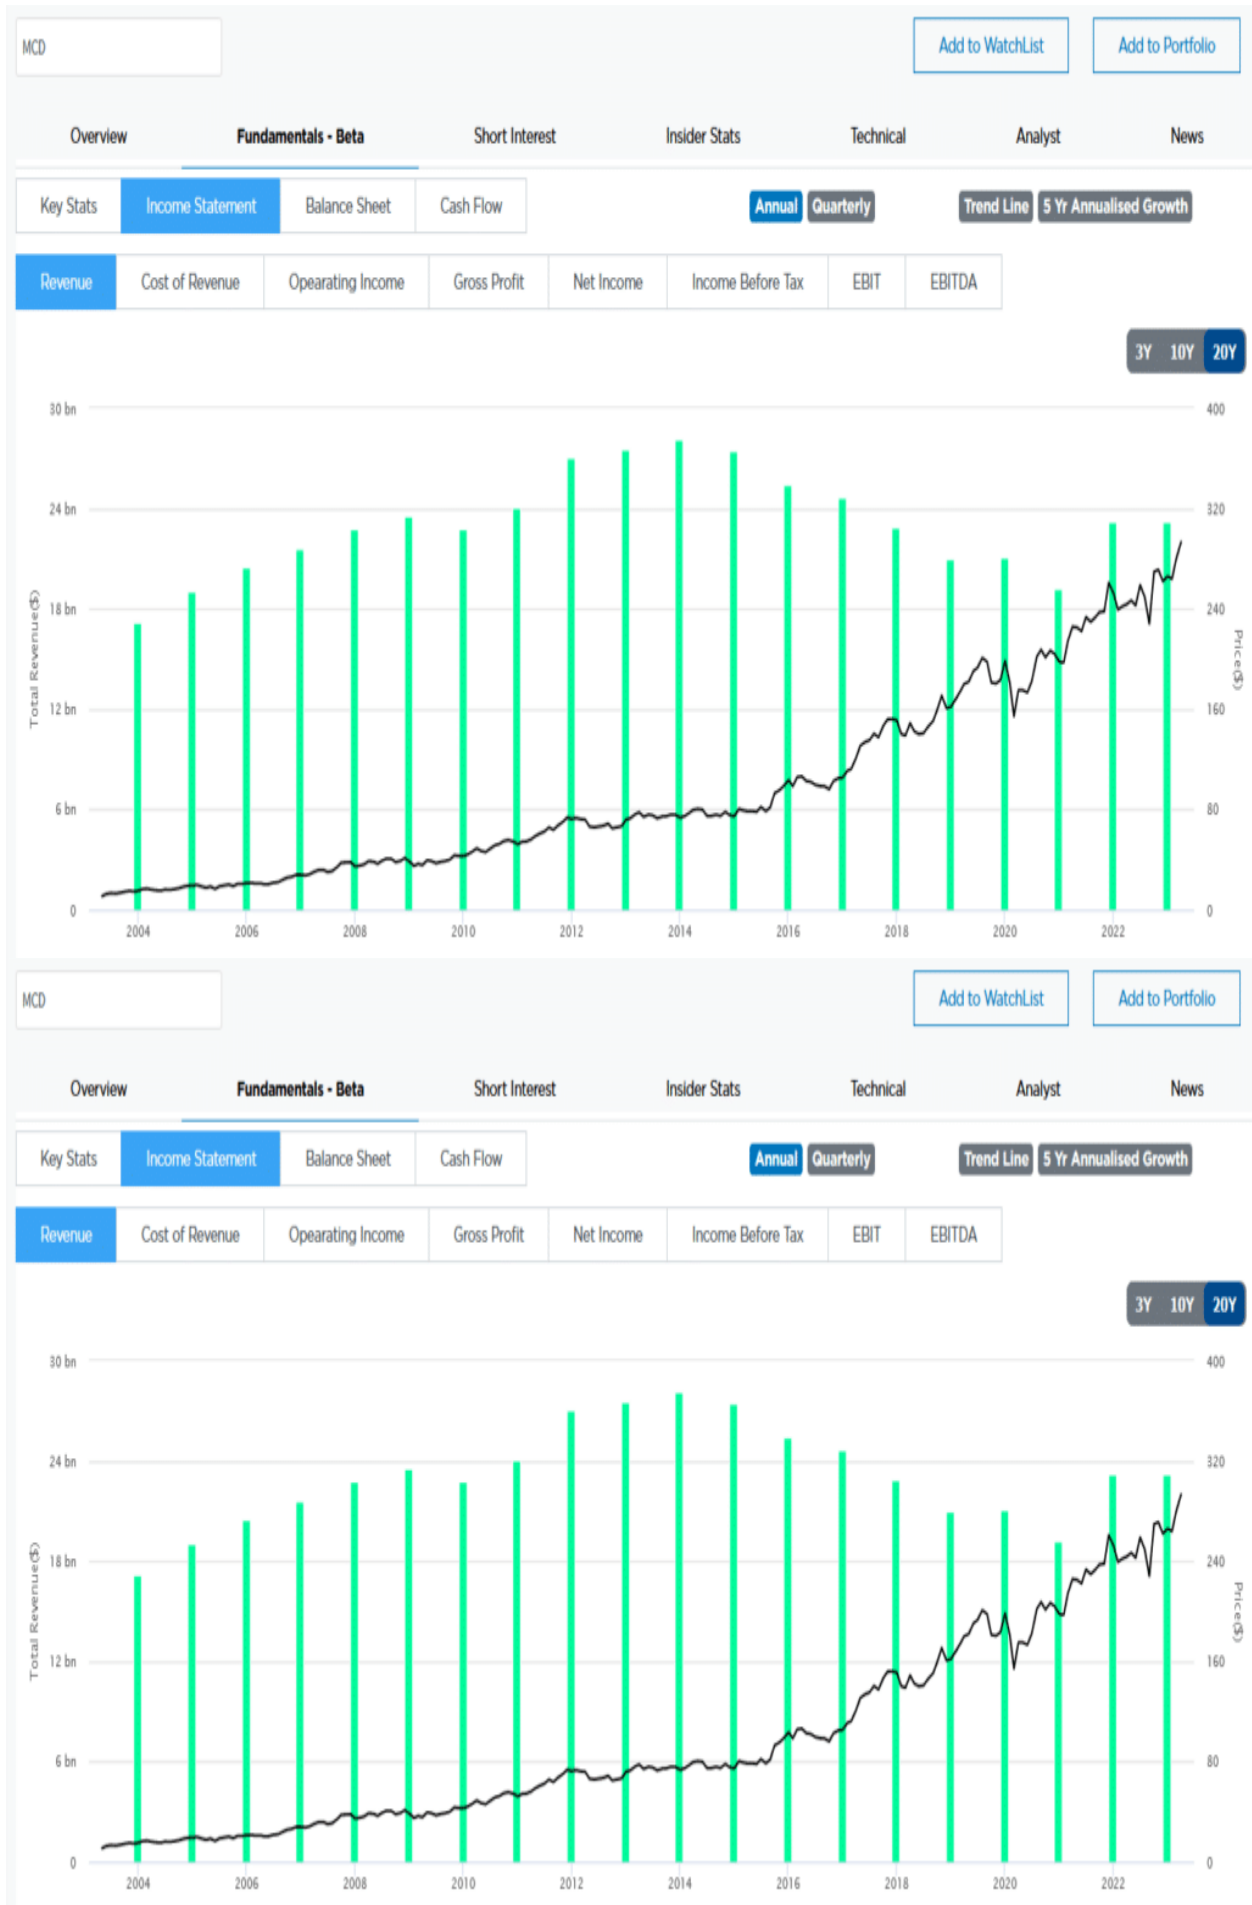 MCD
Add to WatchList
Add to Portfolio
Overview
Fundamentals - Beta
Short Interest
Insider Stats
Technical
Analyst
News
Key Stats
Income Statement
Balance Sheet
Cash Flow
Annual
Quarterly
Trend Line
5 Yr Annualised Growth
Revenue
Cost of Revenue
Opearating Income
Gross Profit
Net Income
Income Before Tax
EBIT
EBITDA
3Y 10Y 20Y
30 bn
24 bn
18 bn
12 bn
6 bn
0
Total Revenue($)
400
320
240
160
80
0
Price($)
2004 2006 2008 2010 2012 2014 2016 2018 2020 2022
MCD
Add to WatchList
Add to Portfolio
Overview
Fundamentals - Beta
Short Interest
Insider Stats
Technical
Analyst
News
Key Stats
Income Statement
Balance Sheet
Cash Flow
Annual
Quarterly
Trend Line
5 Yr Annualised Growth
Revenue
Cost of Revenue
Opearating Income
Gross Profit
Net Income
Income Before Tax
EBIT
EBITDA
3Y 10Y 20Y
30 bn
24 bn
18 bn
12 bn
6 bn
0
Total Revenue($)
400
320
240
160
80
0
Price($)
2004 2006 2008 2010 2012 2014 2016 2018 2020 2022